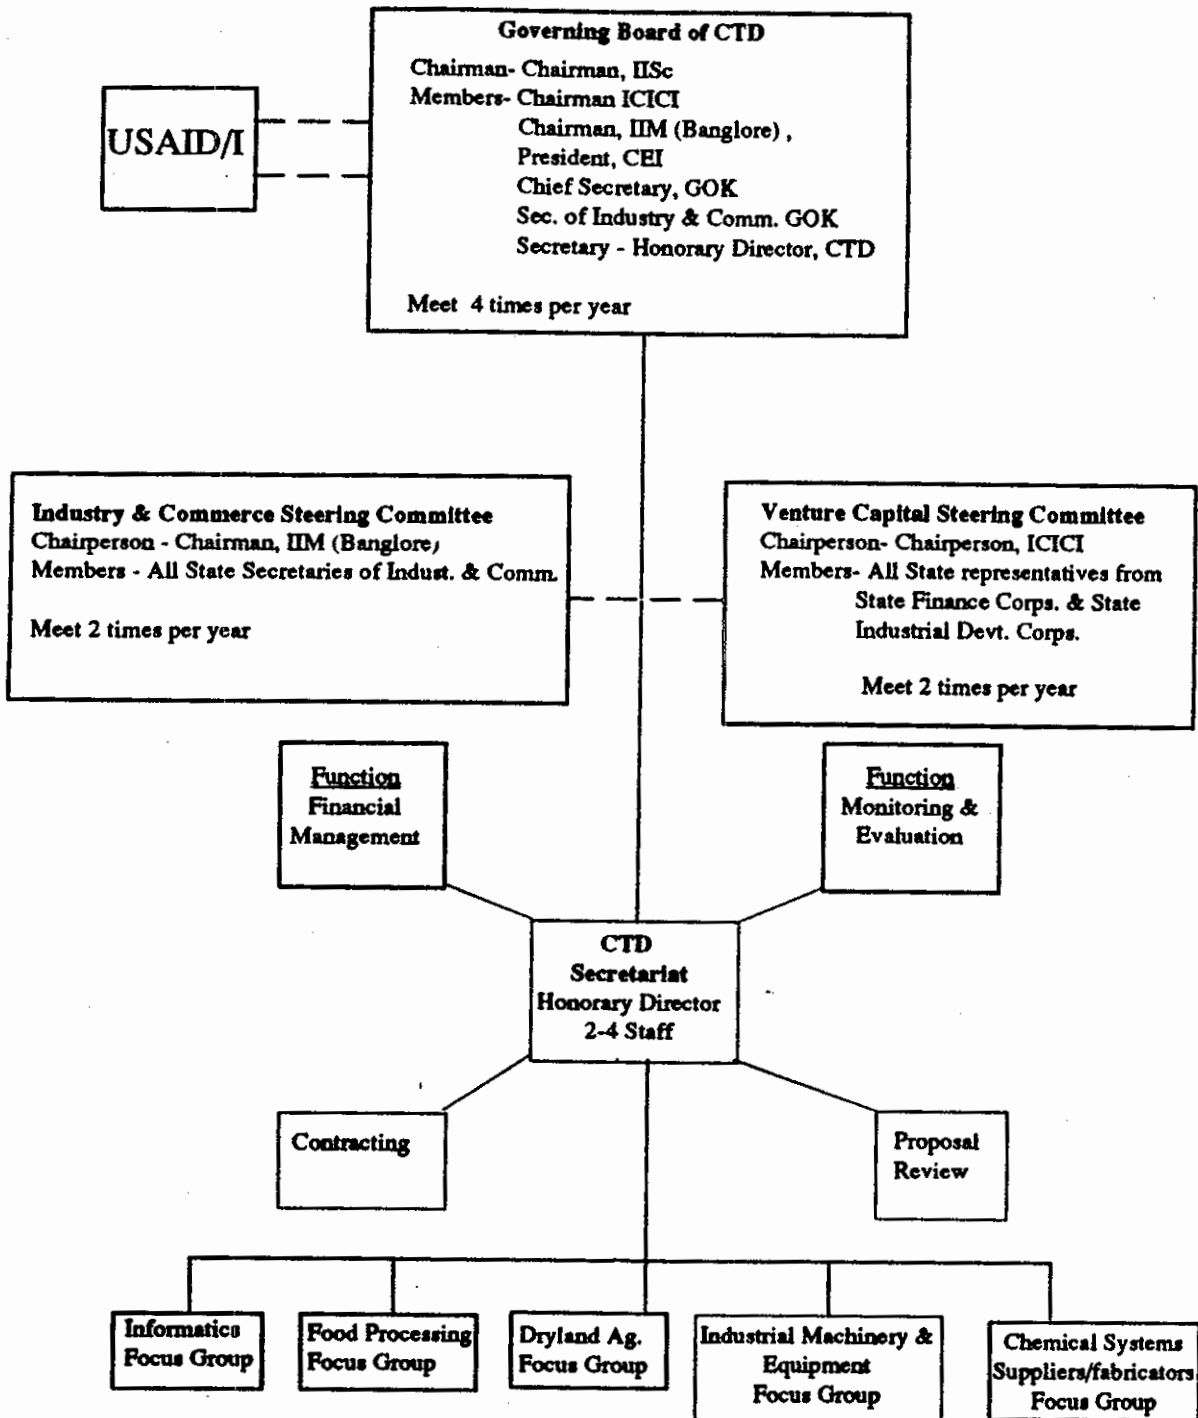 Governing Board of CTD
Chairman- Chairman, IISc
Members- Chairman ICICI
Chairman, IIM (Banglore) ,
President, CEI
Chief Secretary, GOK
Sec. of Industry & Comm. GOK
Secretary - Honorary Director, CTD
Meet 4 times per year
USAID/I
Industry & Commerce Steering Committee
Chairperson - Chairman, IIM (Banglore)
Members - All State Secretaries of Indust. & Comm.
Meet 2 times per year
Venture Capital Steering Committee
Chairperson- Chairperson, ICICI
Members- All State representatives from
State Finance Corps. & State
Industrial Devt. Corps.
Meet 2 times per year
Function
Financial
Management
Function
Monitoring &
Evaluation
CTD
Secretariat
Honorary Director
2-4 Staff
Contracting
Proposal
Review
Informatics
Focus Group
Food Processing
Focus Group
Dryland Ag.
Focus Group
Industrial Machinery &
Equipment
Focus Group
Chemical Systems
Suppliers/fabricators
Focus Group